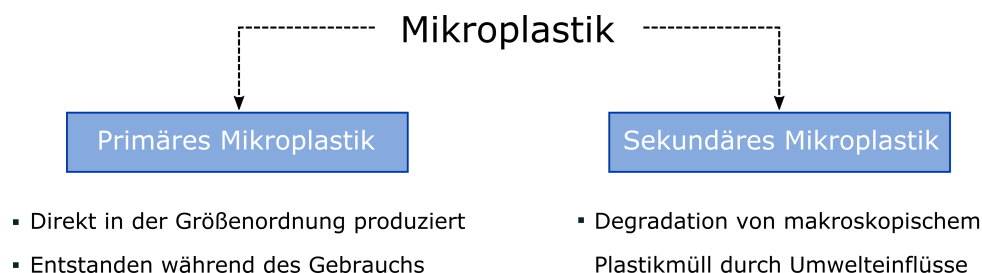 Mikroplastik
Primäres Mikroplastik
Sekundäres Mikroplastik
▪ Direkt in der Größenordnung produziert
▪ Entstanden während des Gebrauchs
▪ Degradation von makroskopischem
Plastikmüll durch Umwelteinflüsse